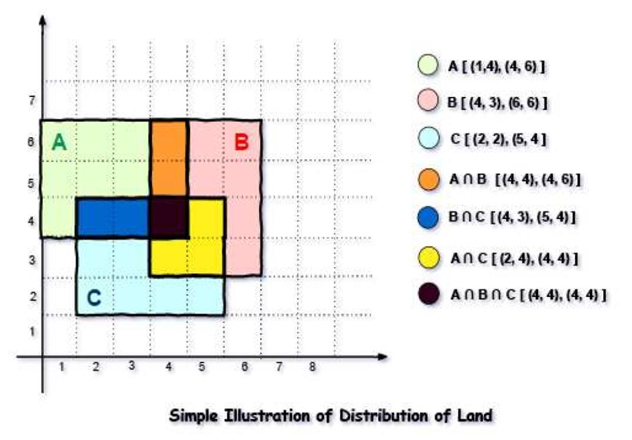 A [ (1,4), (4, 6) ]
B [ (4, 3), (6, 6) ]
C [ (2, 2), (5, 4 ]
A ∩ B [ (4, 4), (4, 6) ]
B ∩ C [ (4, 3), (5, 4) ]
A ∩ C [ (2, 4), (4, 4) ]
A ∩ B ∩ C [ (4, 4), (4, 4) ]
7
6
5
4
3
2
1
A
B
C
1 2 3 4 5 6 7 8
Simple Illustration of Distribution of Land